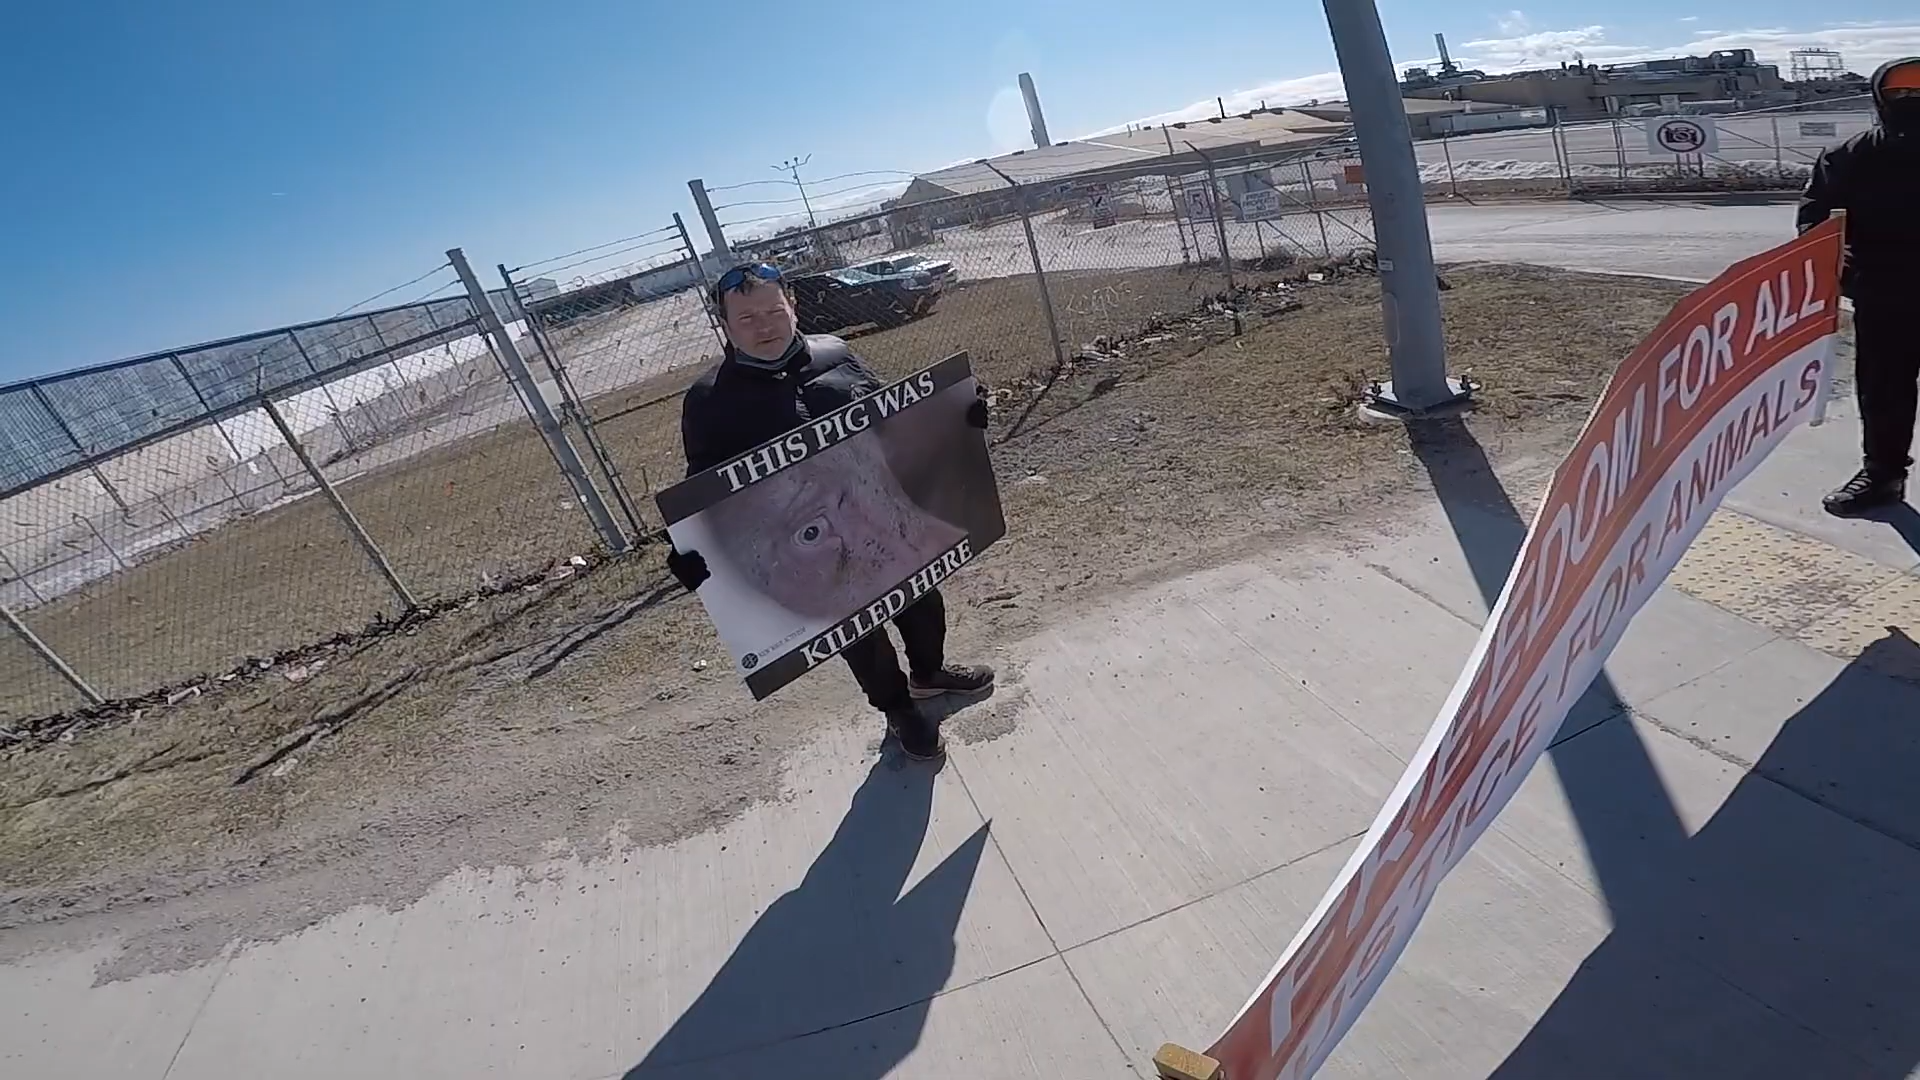 THIS PIG WAS
KILLED HERE
FREEDOM FOR ALL
JUSTICE FOR ANIMALS